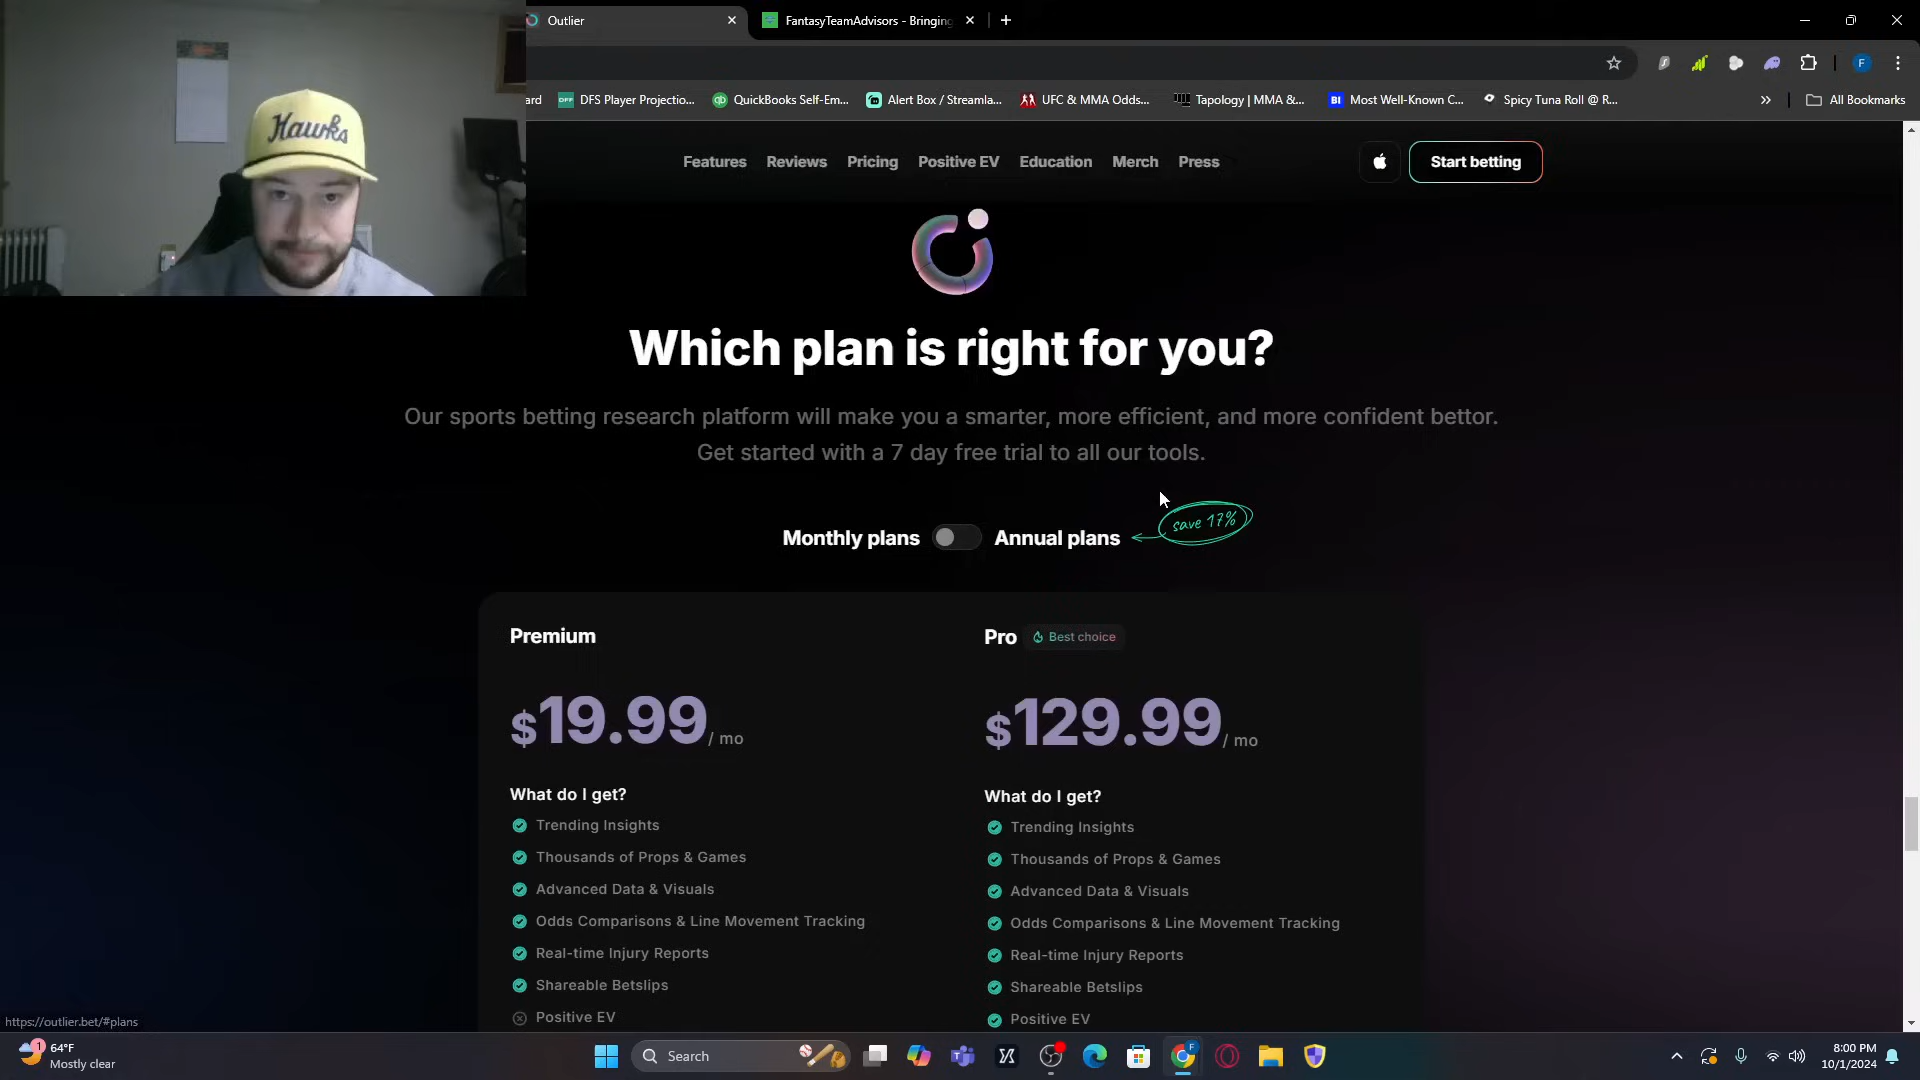 Outlier
FantasyTeamAdvisors - Bringing
F
ard
DFS Player Projectio...
QuickBooks Self-Em...
Alert Box / Streamla...
UFC & MMA Odds...
Tapology | MMA &...
Most Well-Known C...
Spicy Tuna Roll @ R...
All Bookmarks
Hawks
Features
Reviews
Pricing
Positive EV
Education
Merch
Press
Start betting
Which plan is right for you?
Our sports betting research platform will make you a smarter, more efficient, and more confident bettor.
Get started with a 7 day free trial to all our tools.
Monthly plans
Annual plans
save 17%
Premium
$19.99/ mo
What do I get?
Trending Insights
Thousands of Props & Games
Advanced Data & Visuals
Odds Comparisons & Line Movement Tracking
Real-time Injury Reports
Shareable Betslips
Positive EV
Pro
Best choice
$129.99/ mo
What do I get?
Trending Insights
Thousands of Props & Games
Advanced Data & Visuals
Odds Comparisons & Line Movement Tracking
Real-time Injury Reports
Shareable Betslips
Positive EV
https://outlier.bet/#plans
1
64°F
Mostly clear
Search
8:00 PM
10/1/2024